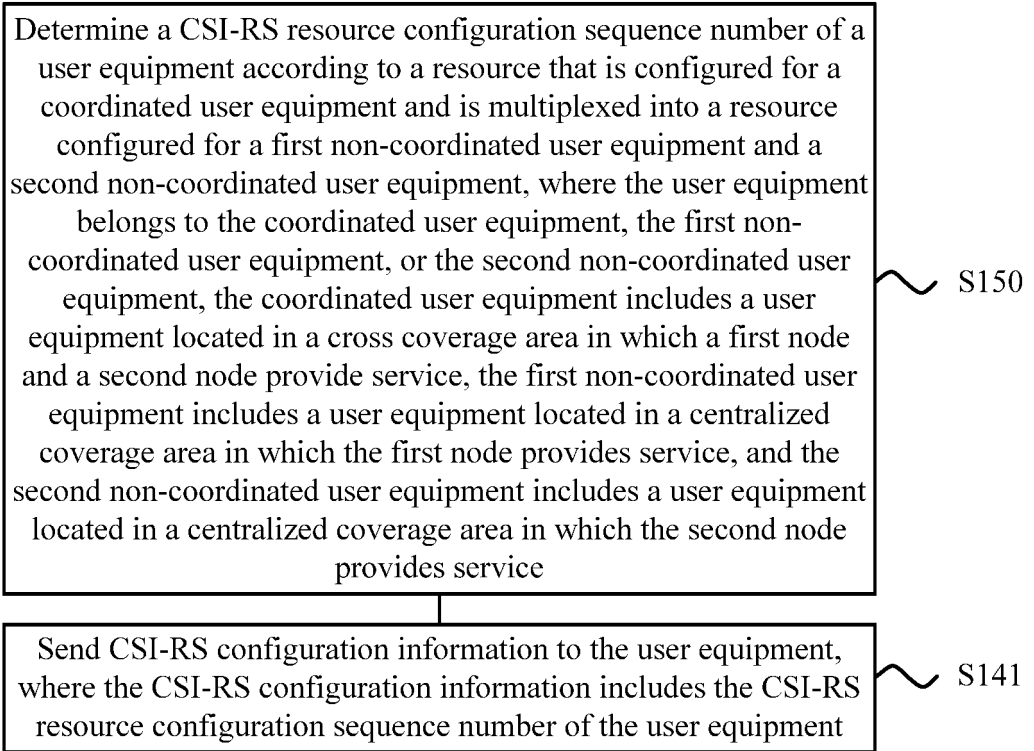 Determine a CSI-RS resource configuration sequence number of a
user equipment according to a resource that is configured for a
coordinated user equipment and is multiplexed into a resource
configured for a first non-coordinated user equipment and a
second non-coordinated user equipment, where the user equipment
belongs to the coordinated user equipment, the first non-
coordinated user equipment, or the second non-coordinated user
equipment, the coordinated user equipment includes a user
equipment located in a cross coverage area in which a first node
and a second node provide service, the first non-coordinated user
equipment includes a user equipment located in a centralized
coverage area in which the first node provides service, and the
second non-coordinated user equipment includes a user equipment
located in a centralized coverage area in which the second node
provides service
S150
Send CSI-RS configuration information to the user equipment,
where the CSI-RS configuration information includes the CSI-RS
resource configuration sequence number of the user equipment
S141